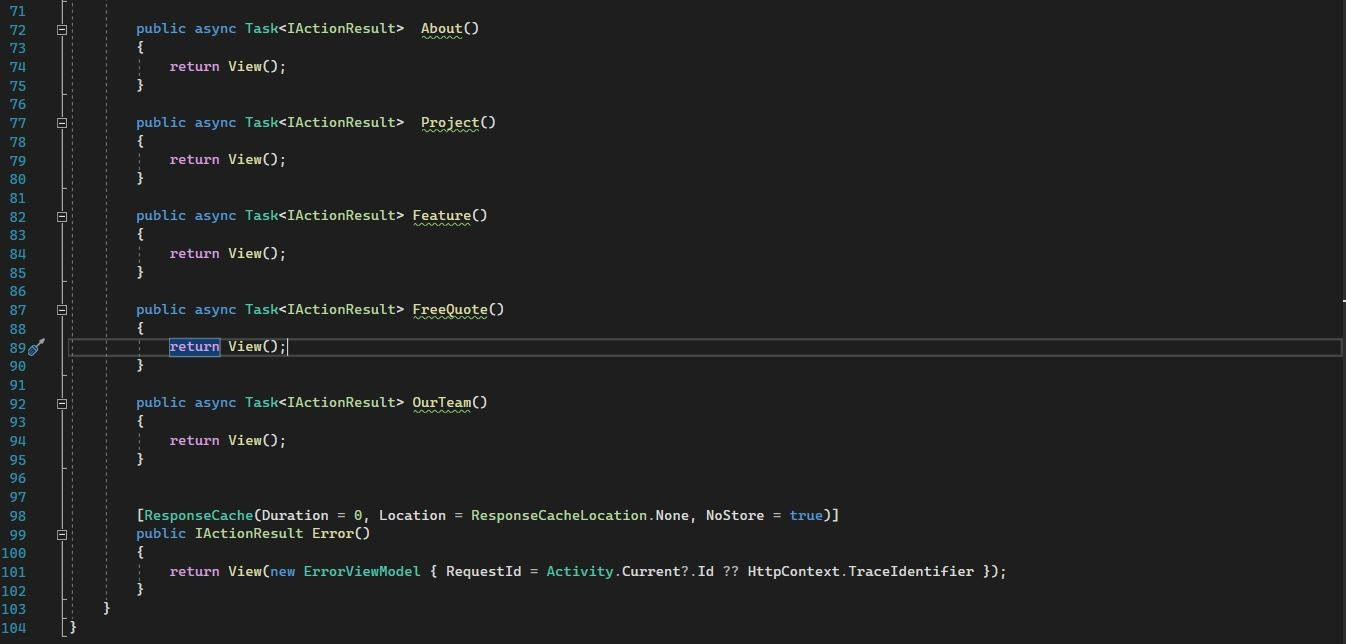 71
72 public async Task<IActionResult>  About()
73 {
74 return View();
75 }
76
77 public async Task<IActionResult>  Project()
78 {
79 return View();
80 }
81
82 public async Task<IActionResult> Feature()
83 {
84 return View();
85 }
86
87 public async Task<IActionResult> FreeQuote()
88 {
89 return View();
90 }
91
92 public async Task<IActionResult> OurTeam()
93 {
94 return View();
95 }
96
97
98 [ResponseCache(Duration = 0, Location = ResponseCacheLocation.None, NoStore = true)]
99 public IActionResult Error()
100 {
101 return View(new ErrorViewModel { RequestId = Activity.Current?.Id ?? HttpContext.TraceIdentifier });
102 }
103 }
104 }